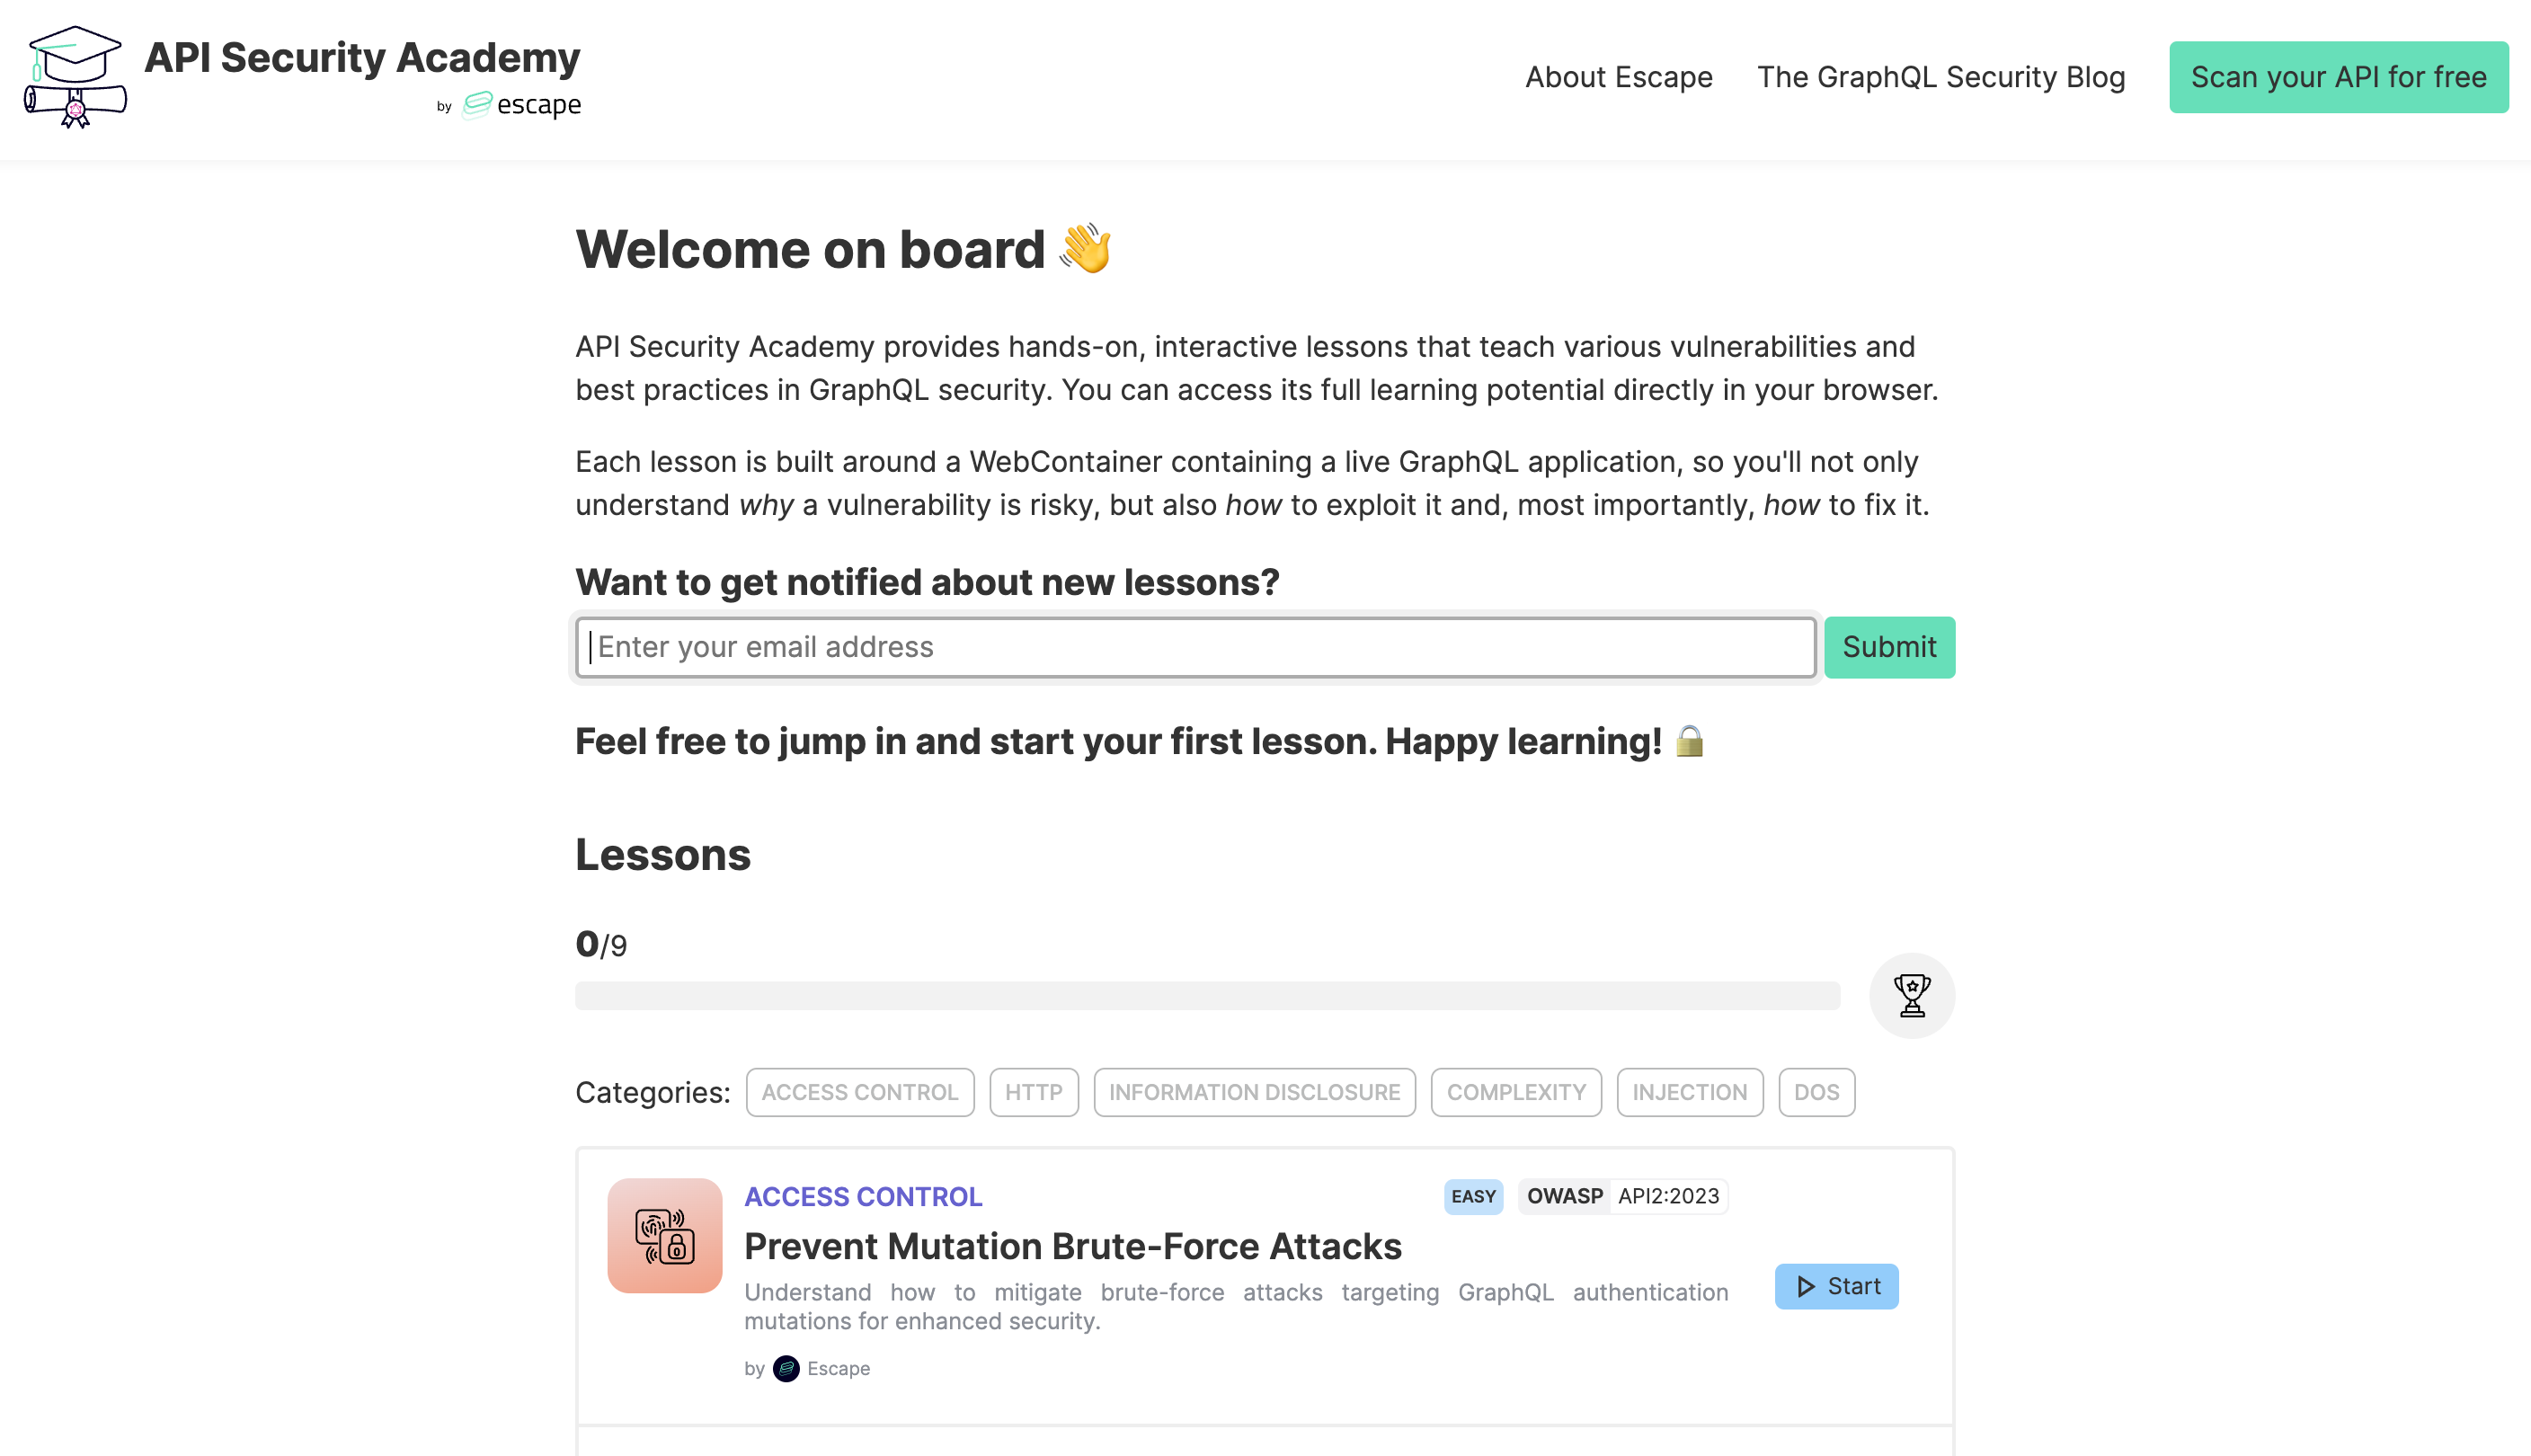 API Security Academy
by escape
About Escape
The GraphQL Security Blog
Scan your API for free
Welcome on board 👋
API Security Academy provides hands-on, interactive lessons that teach various vulnerabilities and
best practices in GraphQL security. You can access its full learning potential directly in your browser.
Each lesson is built around a WebContainer containing a live GraphQL application, so you'll not only
understand why a vulnerability is risky, but also how to exploit it and, most importantly, how to fix it.
Want to get notified about new lessons?
Enter your email address
Submit
Feel free to jump in and start your first lesson. Happy learning! 🔒
Lessons
0/9
Categories: ACCESS CONTROL HTTP INFORMATION DISCLOSURE COMPLEXITY INJECTION DOS
ACCESS CONTROL
EASY
OWASP API2:2023
Prevent Mutation Brute-Force Attacks
Understand how to mitigate brute-force attacks targeting GraphQL authentication
mutations for enhanced security.
Start
by Escape